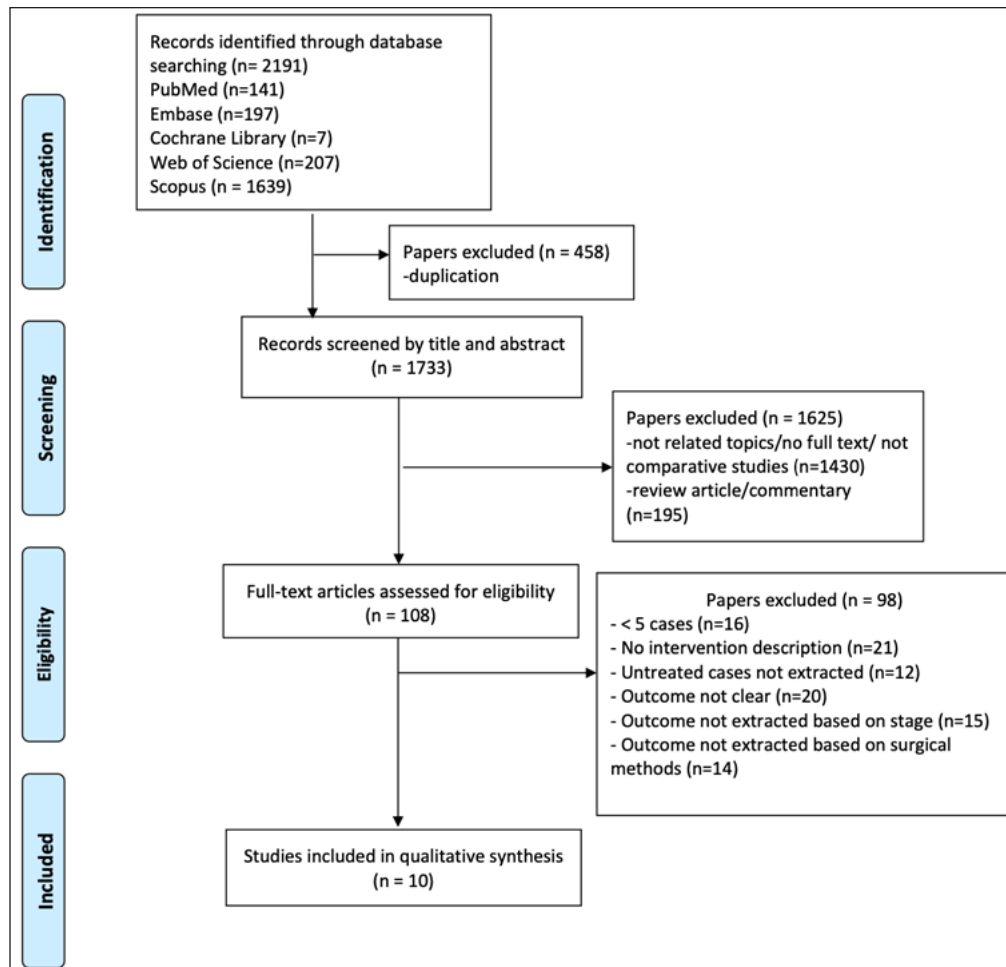 Records identified through database
searching (n= 2191)
PubMed (n=141)
Embase (n=197)
Cochrane Library (n=7)
Web of Science (n=207)
Scopus (n = 1639)
Identification
Papers excluded (n = 458)
-duplication
Records screened by title and abstract
(n = 1733)
Screening
Papers excluded (n = 1625)
-not related topics/no full text/ not
comparative studies (n=1430)
-review article/commentary
(n=195)
Full-text articles assessed for eligibility
(n = 108)
Eligibility
Papers excluded (n = 98)
- < 5 cases (n=16)
- No intervention description (n=21)
- Untreated cases not extracted (n=12)
- Outcome not clear (n=20)
- Outcome not extracted based on stage (n=15)
- Outcome not extracted based on surgical
methods (n=14)
Included
Studies included in qualitative synthesis
(n = 10)